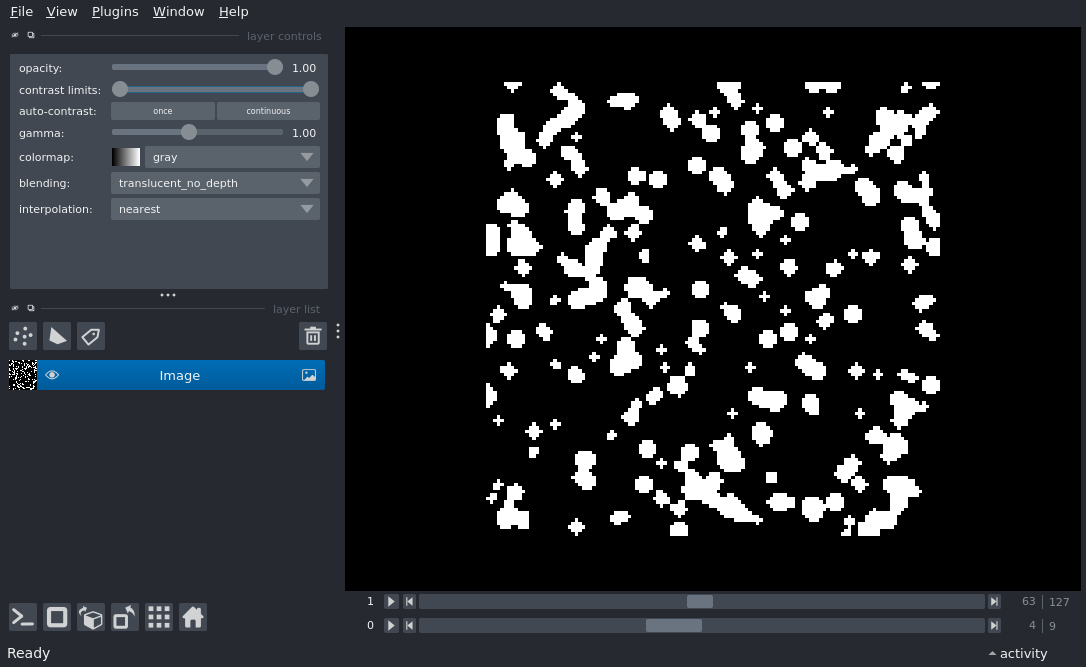 File View Plugins Window Help
layer controls
opacity: 1.00
contrast limits:
auto-contrast: once continuous
gamma: 1.00
colormap: gray
blending: translucent_no_depth
interpolation: nearest
layer list
Image
1 63 127
0 4 9
Ready activity